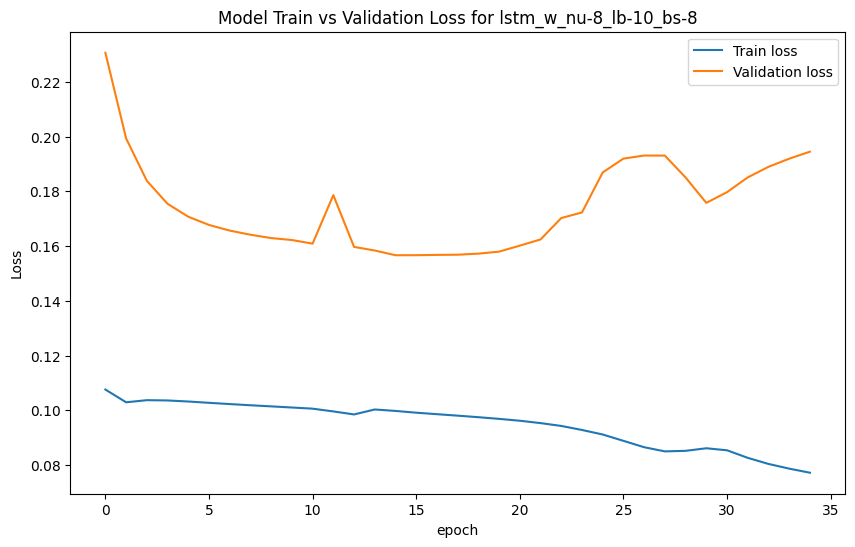 Model Train vs Validation Loss for lstm_w_nu-8_lb-10_bs-8
Train loss
Validation loss
0.22
0.20
0.18
0.16
0.14
0.12
0.10
0.08
Loss
0 5 10 15 20 25 30 35
epoch